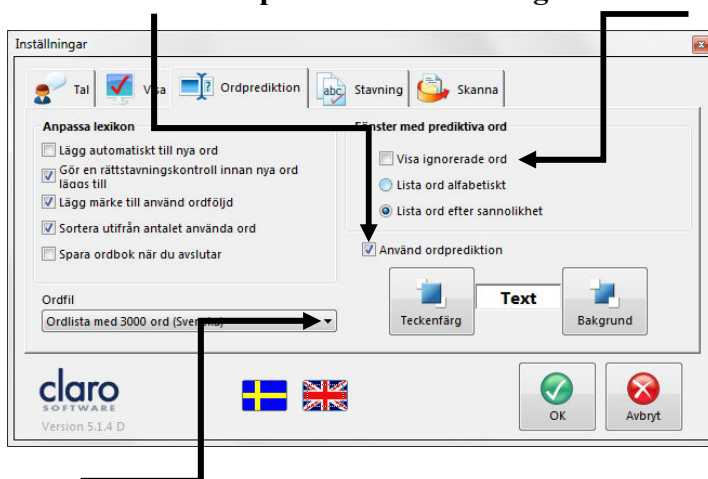 Inställningar
Tal
Visa
Ordprediktion
Stavning
Skanna
Anpassa lexikon
Lägg automatiskt till nya ord
Gör en rättstavningskontroll innan nya ord
läggs till
Lägg märke till använd ordföljd
Sortera utifrån antalet använda ord
Spara ordbok när du avslutar
Fönster med prediktiva ord
Visa ignorerade ord
Lista ord alfabetiskt
Lista ord efter sannolikhet
Använd ordprediktion
Ordfil
Ordlista med 3000 ord (Svenska)
Teckenfärg
Text
Bakgrund
claro
SOFTWARE
Version 5.1.4 D
OK
Avbryt